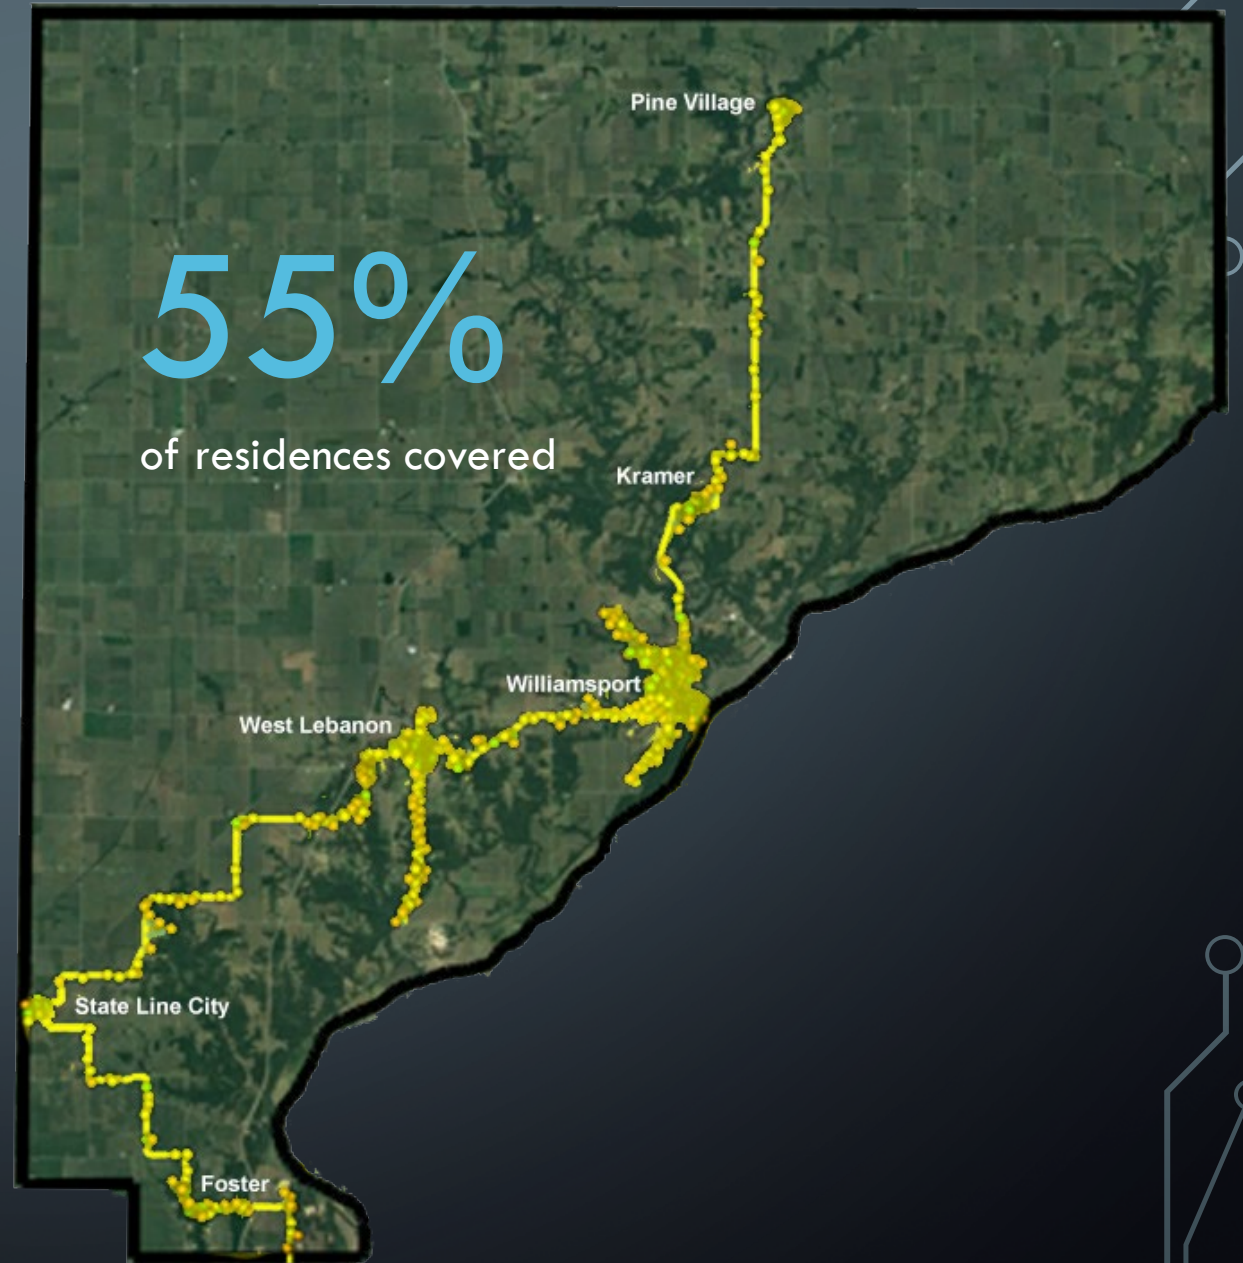 Pine Village
55%
of residences covered
Kramer
Williamsport
West Lebanon
State Line City
Foster